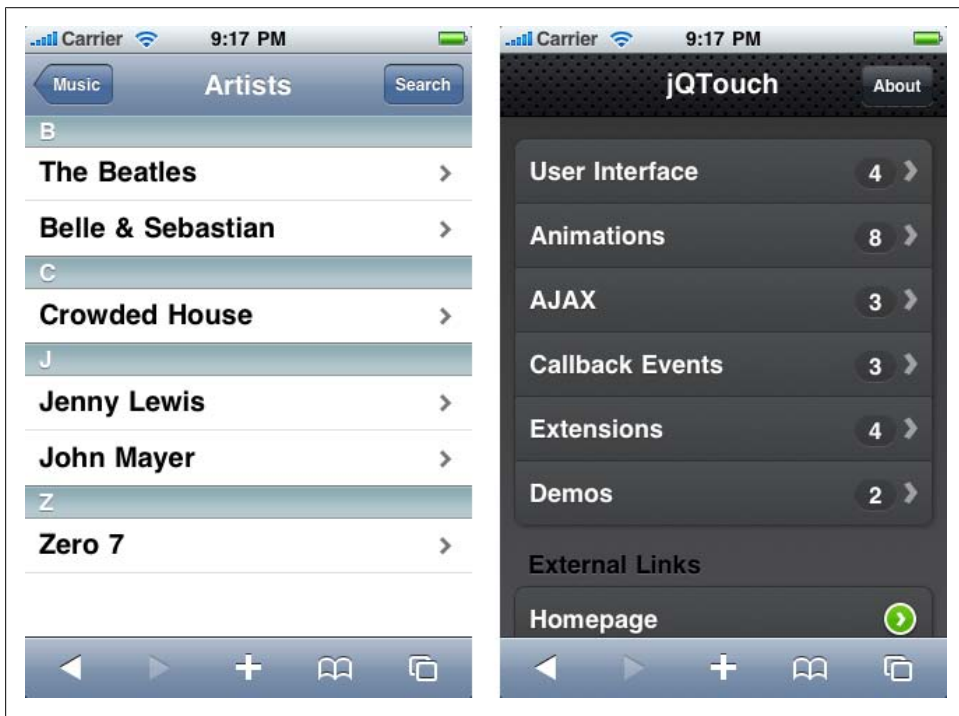 Carrier 9:17 PM
Music Artists Search
B
The Beatles
Belle & Sebastian
C
Crowded House
J
Jenny Lewis
John Mayer
Z
Zero 7
Carrier 9:17 PM
jQTouch About
User Interface 4
Animations 8
AJAX 3
Callback Events 3
Extensions 4
Demos 2
External Links
Homepage